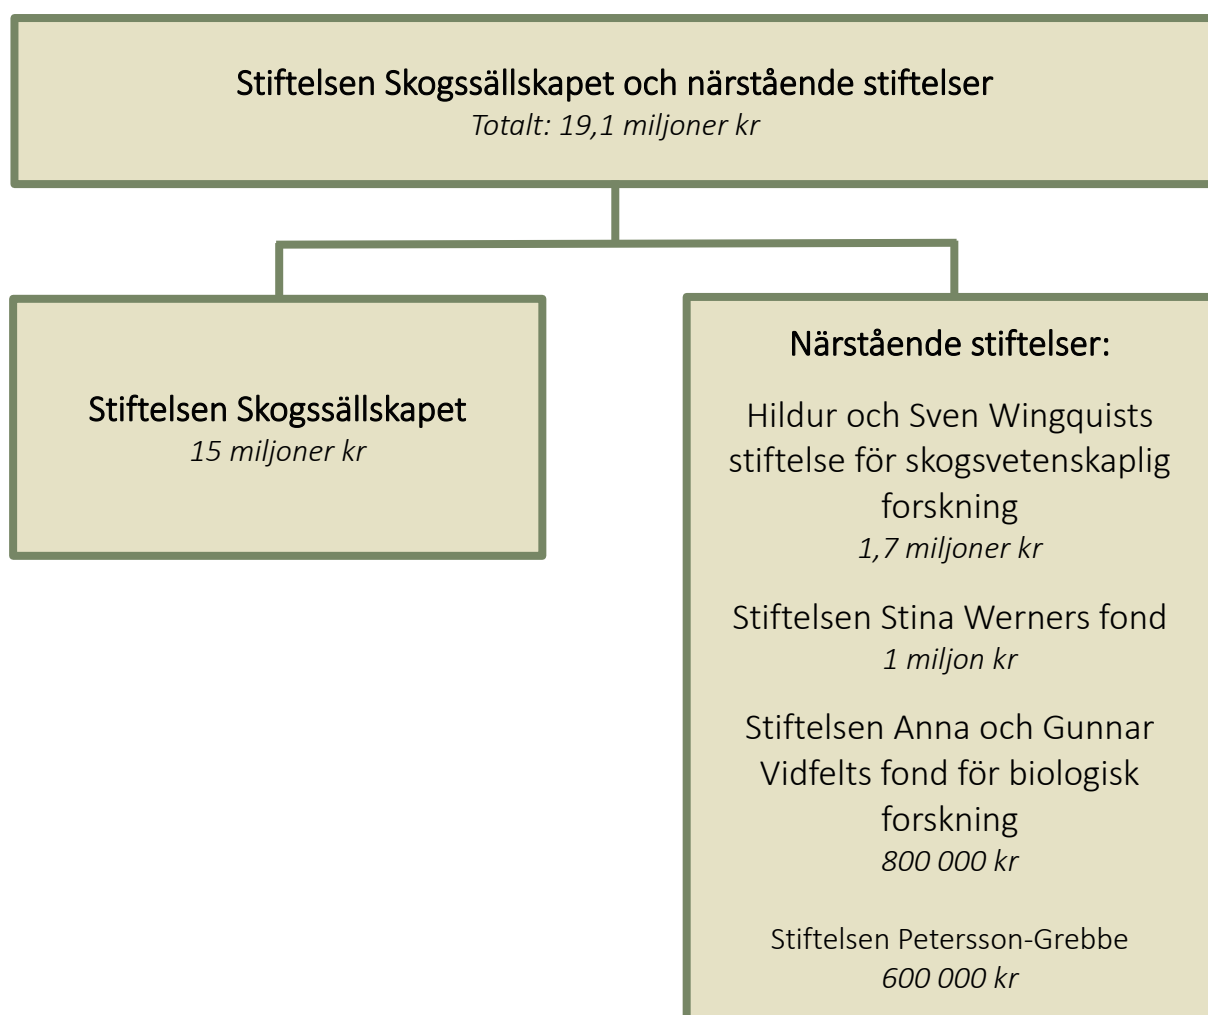 Stiftelsen Skogssällskapet och närstående stiftelser
Totalt: 19,1 miljoner kr
Stiftelsen Skogssällskapet
15 miljoner kr
Närstående stiftelser:
Hildur och Sven Wingquists
stiftelse för skogsvetenskaplig
forskning
1,7 miljoner kr
Stiftelsen Stina Werners fond
1 miljon kr
Stiftelsen Anna och Gunnar
Vidfelts fond för biologisk
forskning
800 000 kr
Stiftelsen Petersson-Grebbe
600 000 kr